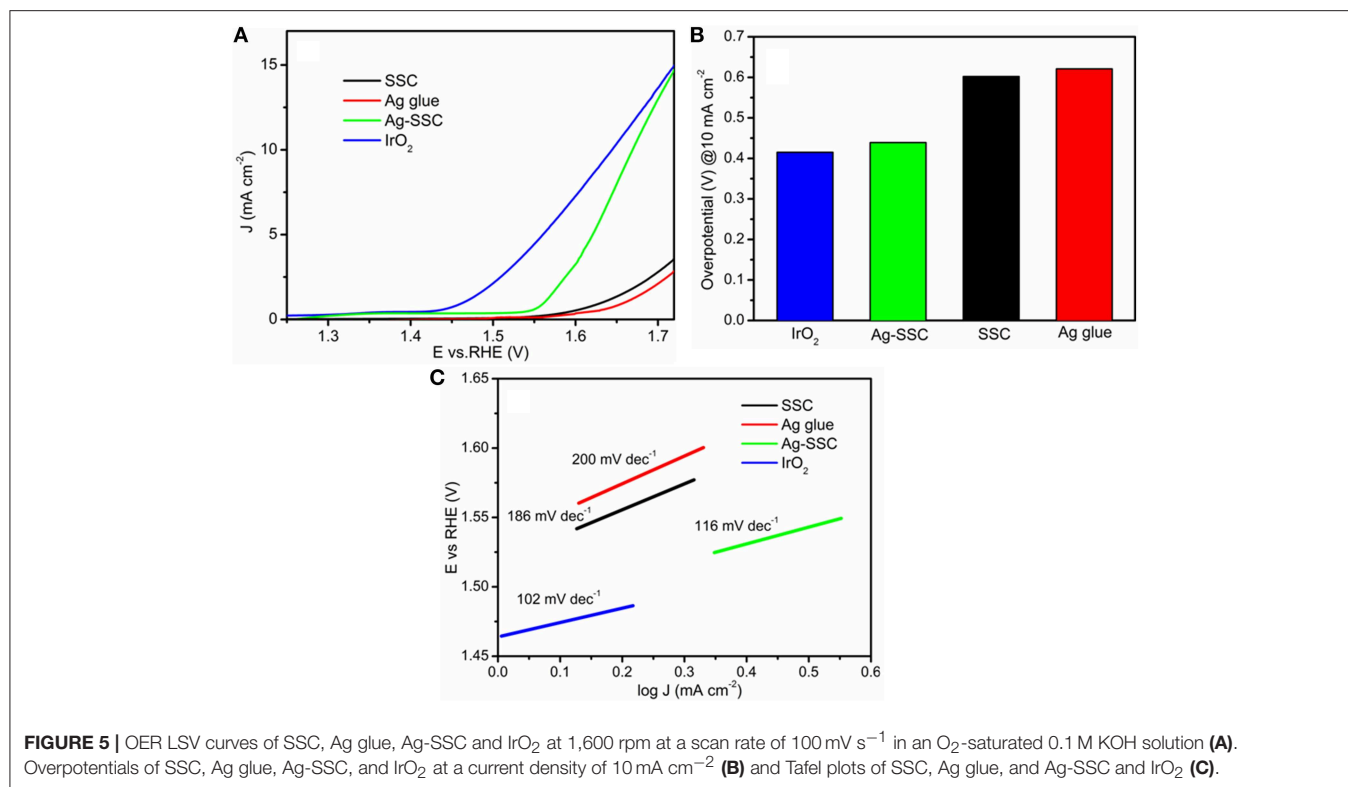 A
SSC
Ag glue
Ag-SSC
IrO₂
J (mA cm⁻²)
15
10
5
0
1.3 1.4 1.5 1.6 1.7
E vs.RHE (V)
B
Overpotential (V) @10 mA cm⁻²
0.7
0.6
0.5
0.4
0.3
0.2
0.1
0.0
IrO₂ Ag-SSC SSC Ag glue
C
SSC
Ag glue
Ag-SSC
IrO₂
200 mV dec⁻¹
186 mV dec⁻¹
116 mV dec⁻¹
102 mV dec⁻¹
E vs RHE (V)
1.65
1.60
1.55
1.50
1.45
0.0 0.1 0.2 0.3 0.4 0.5 0.6
log J (mA cm⁻²)
FIGURE 5 | OER LSV curves of SSC, Ag glue, Ag-SSC and IrO₂ at 1,600 rpm at a scan rate of 100 mV s⁻¹ in an O₂-saturated 0.1 M KOH solution (A).
Overpotentials of SSC, Ag glue, Ag-SSC, and IrO₂ at a current density of 10 mA cm⁻² (B) and Tafel plots of SSC, Ag glue, and Ag-SSC and IrO₂ (C).